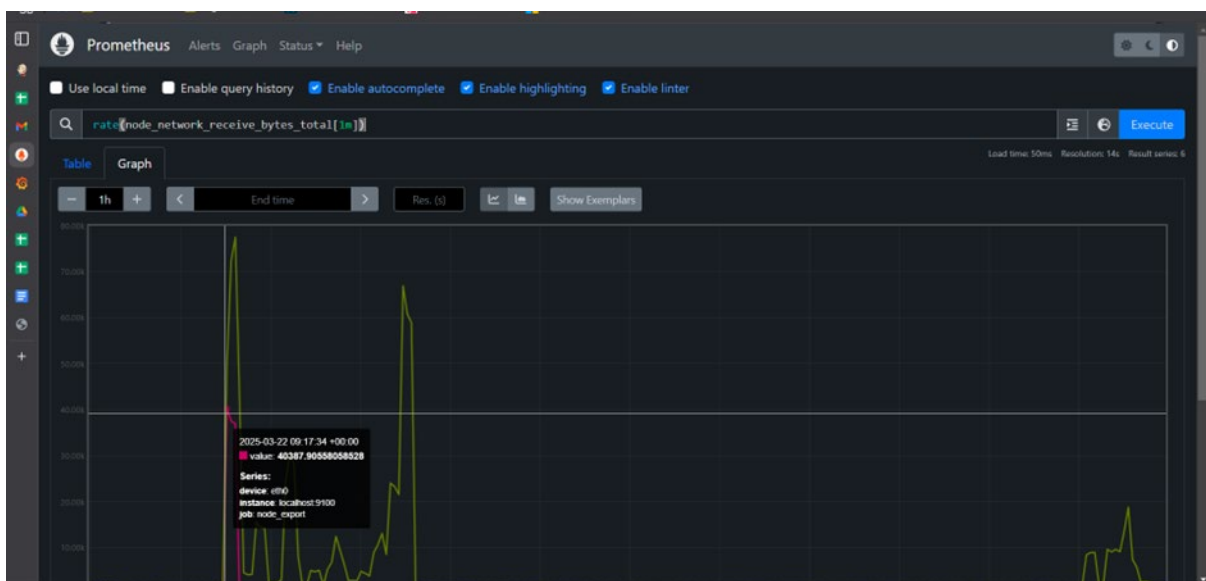 Prometheus Alerts Graph Status Help
Use local time Enable query history Enable autocomplete Enable highlighting Enable linter
rate(node_network_receive_bytes_total[1m]) Execute
Load time: 50ms Resolution: 14s Result series: 6
Table Graph
− 1h + < End time > Res. (s) Show Exemplars
80.00k
70.00k
60.00k
50.00k
40.00k
2025-03-22 09:17:34 +00:00
value: 40387.90558058528
30.00k
Series:
device: eth0
instance: localhost:9100
20.00k
job: node_export
10.00k